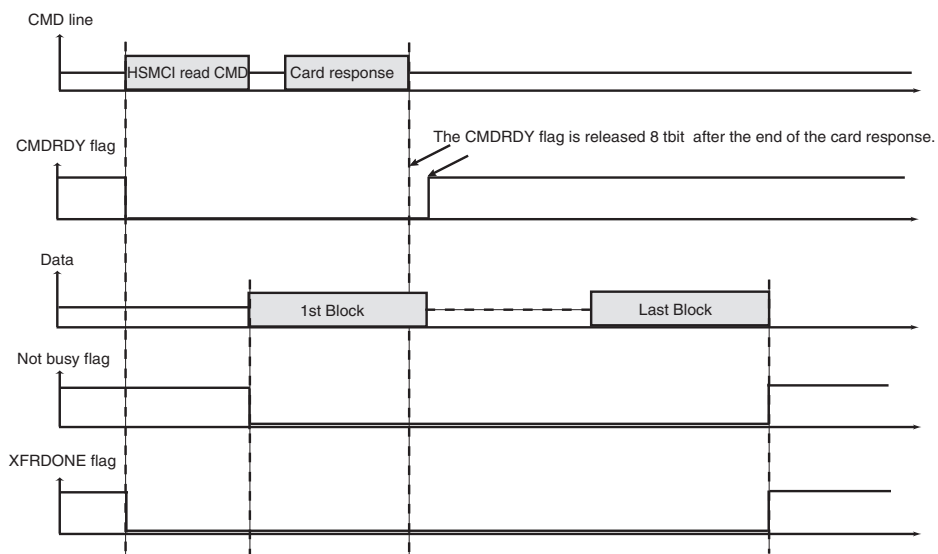 CMD line
HSMCI read CMD
Card response
The CMDRDY flag is released 8 tbit after the end of the card response.
CMDRDY flag
Data
1st Block
Last Block
Not busy flag
XFRDONE flag